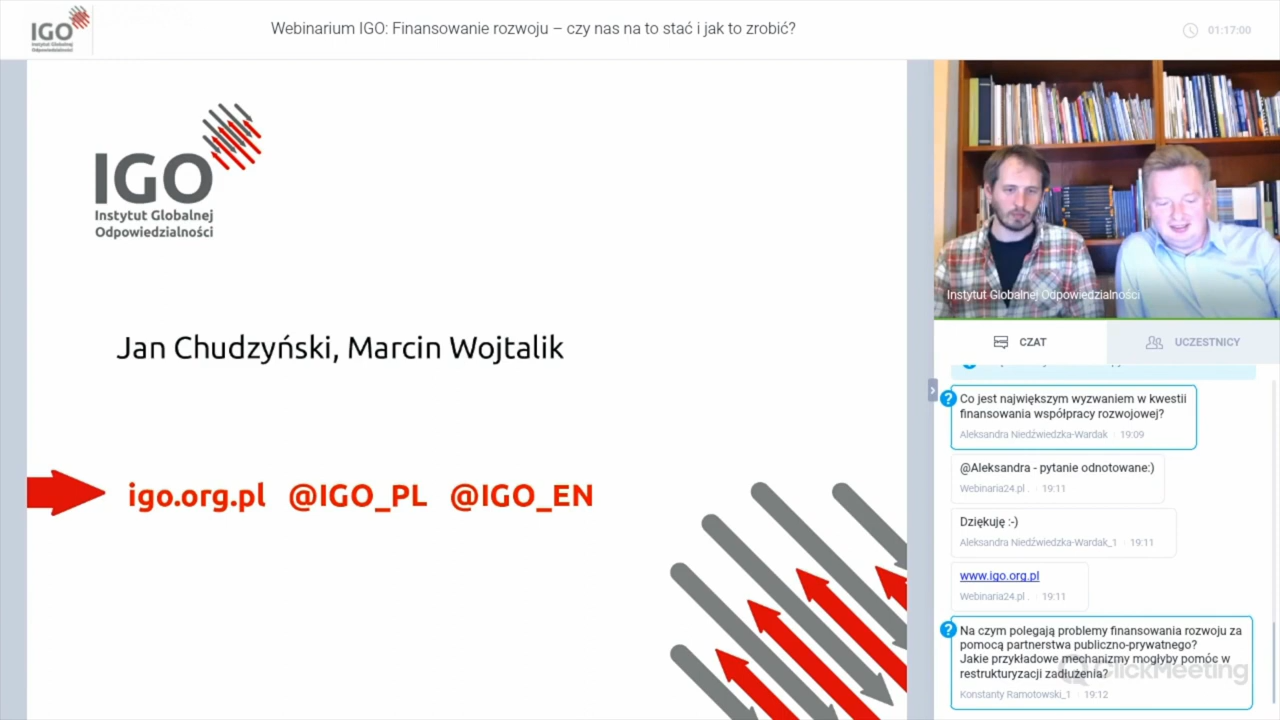 IGO
Instytut Globalnej
Odpowiedzialności
Webinarium IGO: Finansowanie rozwoju – czy nas na to stać i jak to zrobić?
01:17:00
IGO
Instytut Globalnej
Odpowiedzialności
Jan Chudzyński, Marcin Wojtalik
igo.org.pl @IGO_PL @IGO_EN
Instytut Globalnej Odpowiedzialności
CZAT
UCZESTNICY
Co jest największym wyzwaniem w kwestii
finansowania współpracy rozwojowej?
Aleksandra Niedźwiedzka-Wardak · 19:09
@Aleksandra - pytanie odnotowane:)
Webinaria24.pl . · 19:11
Dziękuję :-)
Aleksandra Niedźwiedzka-Wardak_1 · 19:11
www.igo.org.pl
Webinaria24.pl . · 19:11
Na czym polegają problemy finansowania rozwoju za
pomocą partnerstwa publiczno-prywatnego?
Jakie przykładowe mechanizmy mogłyby pomóc w
restrukturyzacji zadłużenia?
Konstanty Ramotowski_1 · 19:12
ClickMeeting